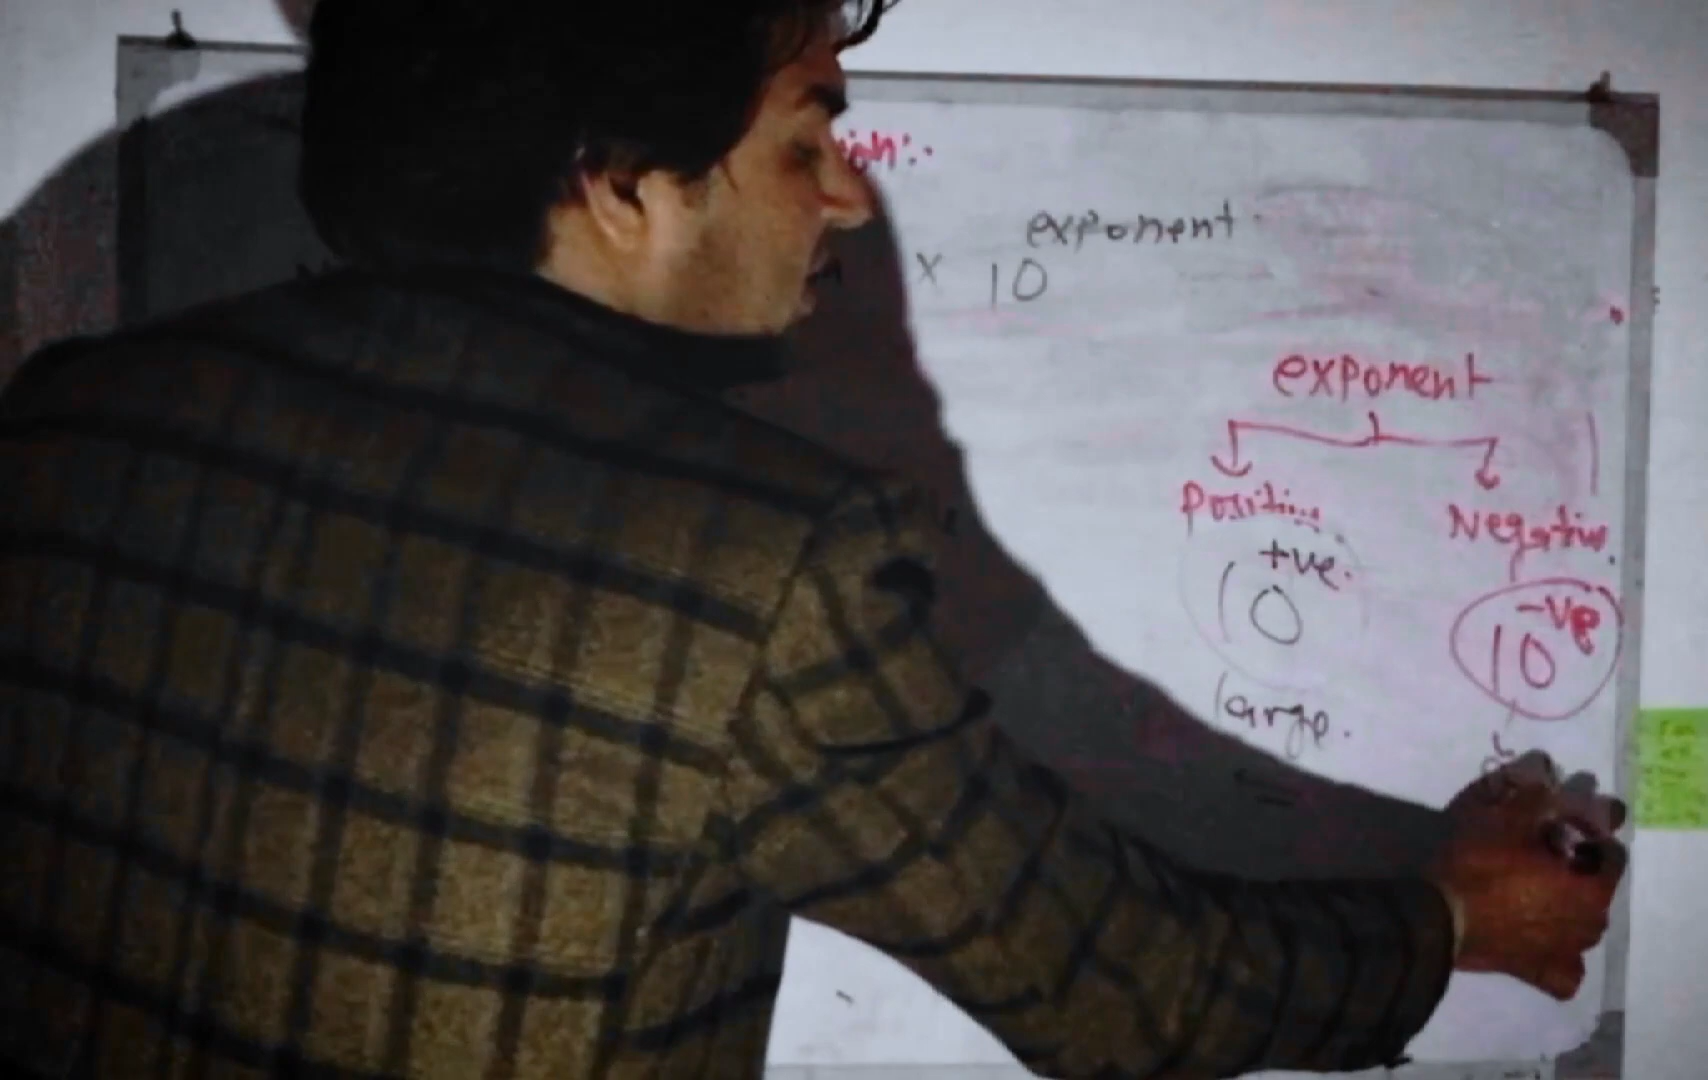 exponent
x 10
exponent
Positive Negative
+ve. -ve
10 10
large.